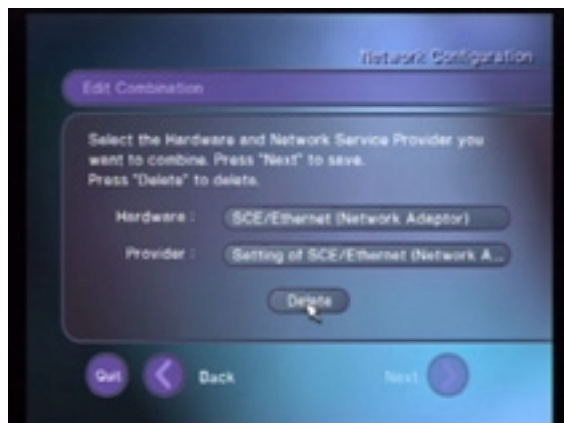 Network Configuration
Edit Combination
Select the Hardware and Network Service Provider you
want to combine. Press "Next" to save.
Press "Delete" to delete.
Hardware :
SCE/Ethernet (Network Adaptor)
Provider :
Setting of SCE/Ethernet (Network A...
Delete
Quit
Back
Next